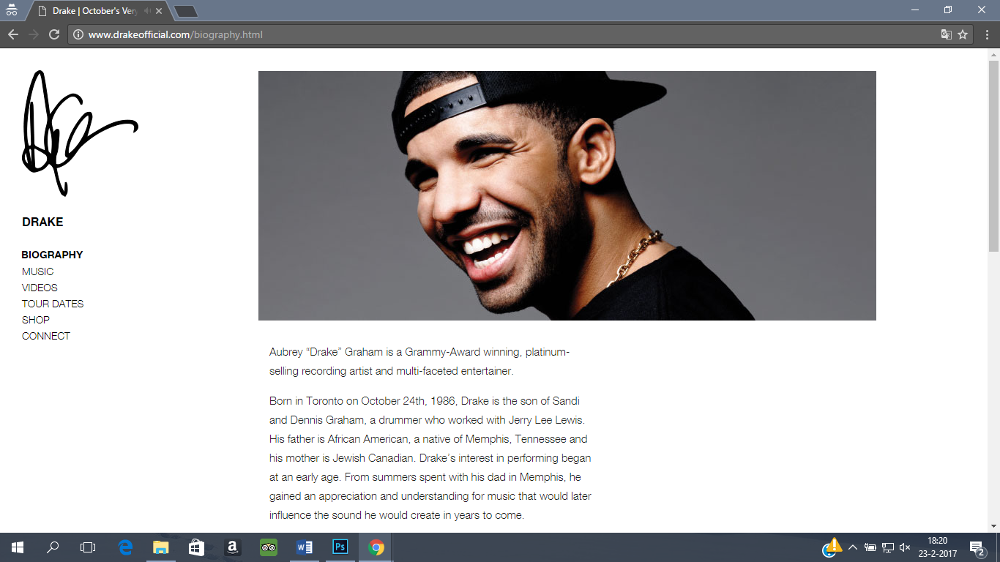 Drake | October's Very
www.drakeofficial.com/biography.html
DRAKE
BIOGRAPHY
MUSIC
VIDEOS
TOUR DATES
SHOP
CONNECT
Aubrey “Drake” Graham is a Grammy-Award winning, platinum-
selling recording artist and multi-faceted entertainer.
Born in Toronto on October 24th, 1986, Drake is the son of Sandi
and Dennis Graham, a drummer who worked with Jerry Lee Lewis.
His father is African American, a native of Memphis, Tennessee and
his mother is Jewish Canadian. Drake’s interest in performing began
at an early age. From summers spent with his dad in Memphis, he
gained an appreciation and understanding for music that would later
influence the sound he would create in years to come.
18:20
23-2-2017
2